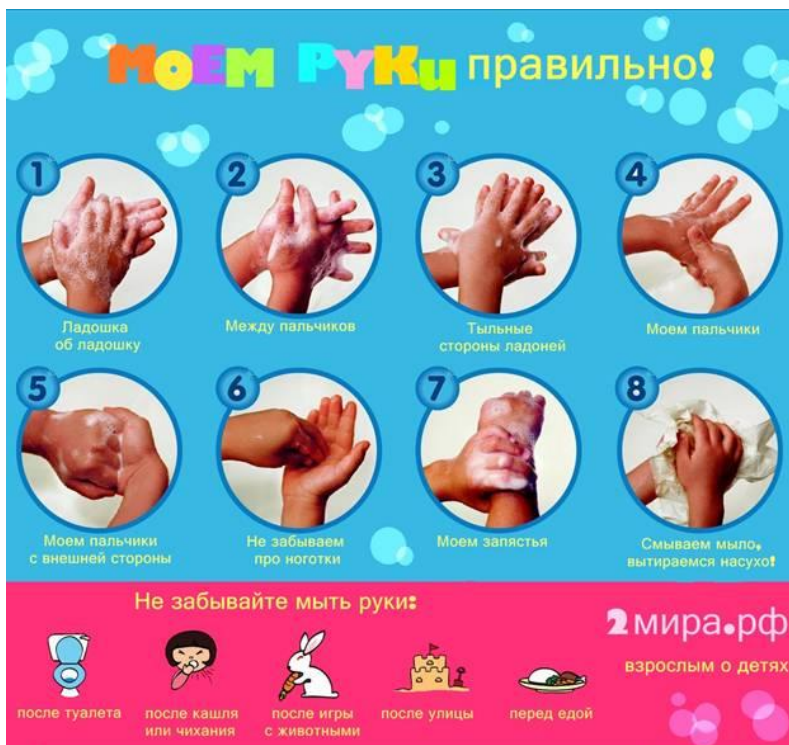 Моем руки правильно!
1
2
3
4
Ладошка
об ладошку
Между пальчиков
Тыльные
стороны ладоней
Моем пальчики
5
6
7
8
Моем пальчики
с внешней стороны
Не забываем
про ноготки
Моем запястья
Смываем мыло,
вытираемся насухо!
Не забывайте мыть руки:
после туалета
после кашля
или чихания
после игры
с животными
после улицы
перед едой
2мира.рф
взрослым о детях